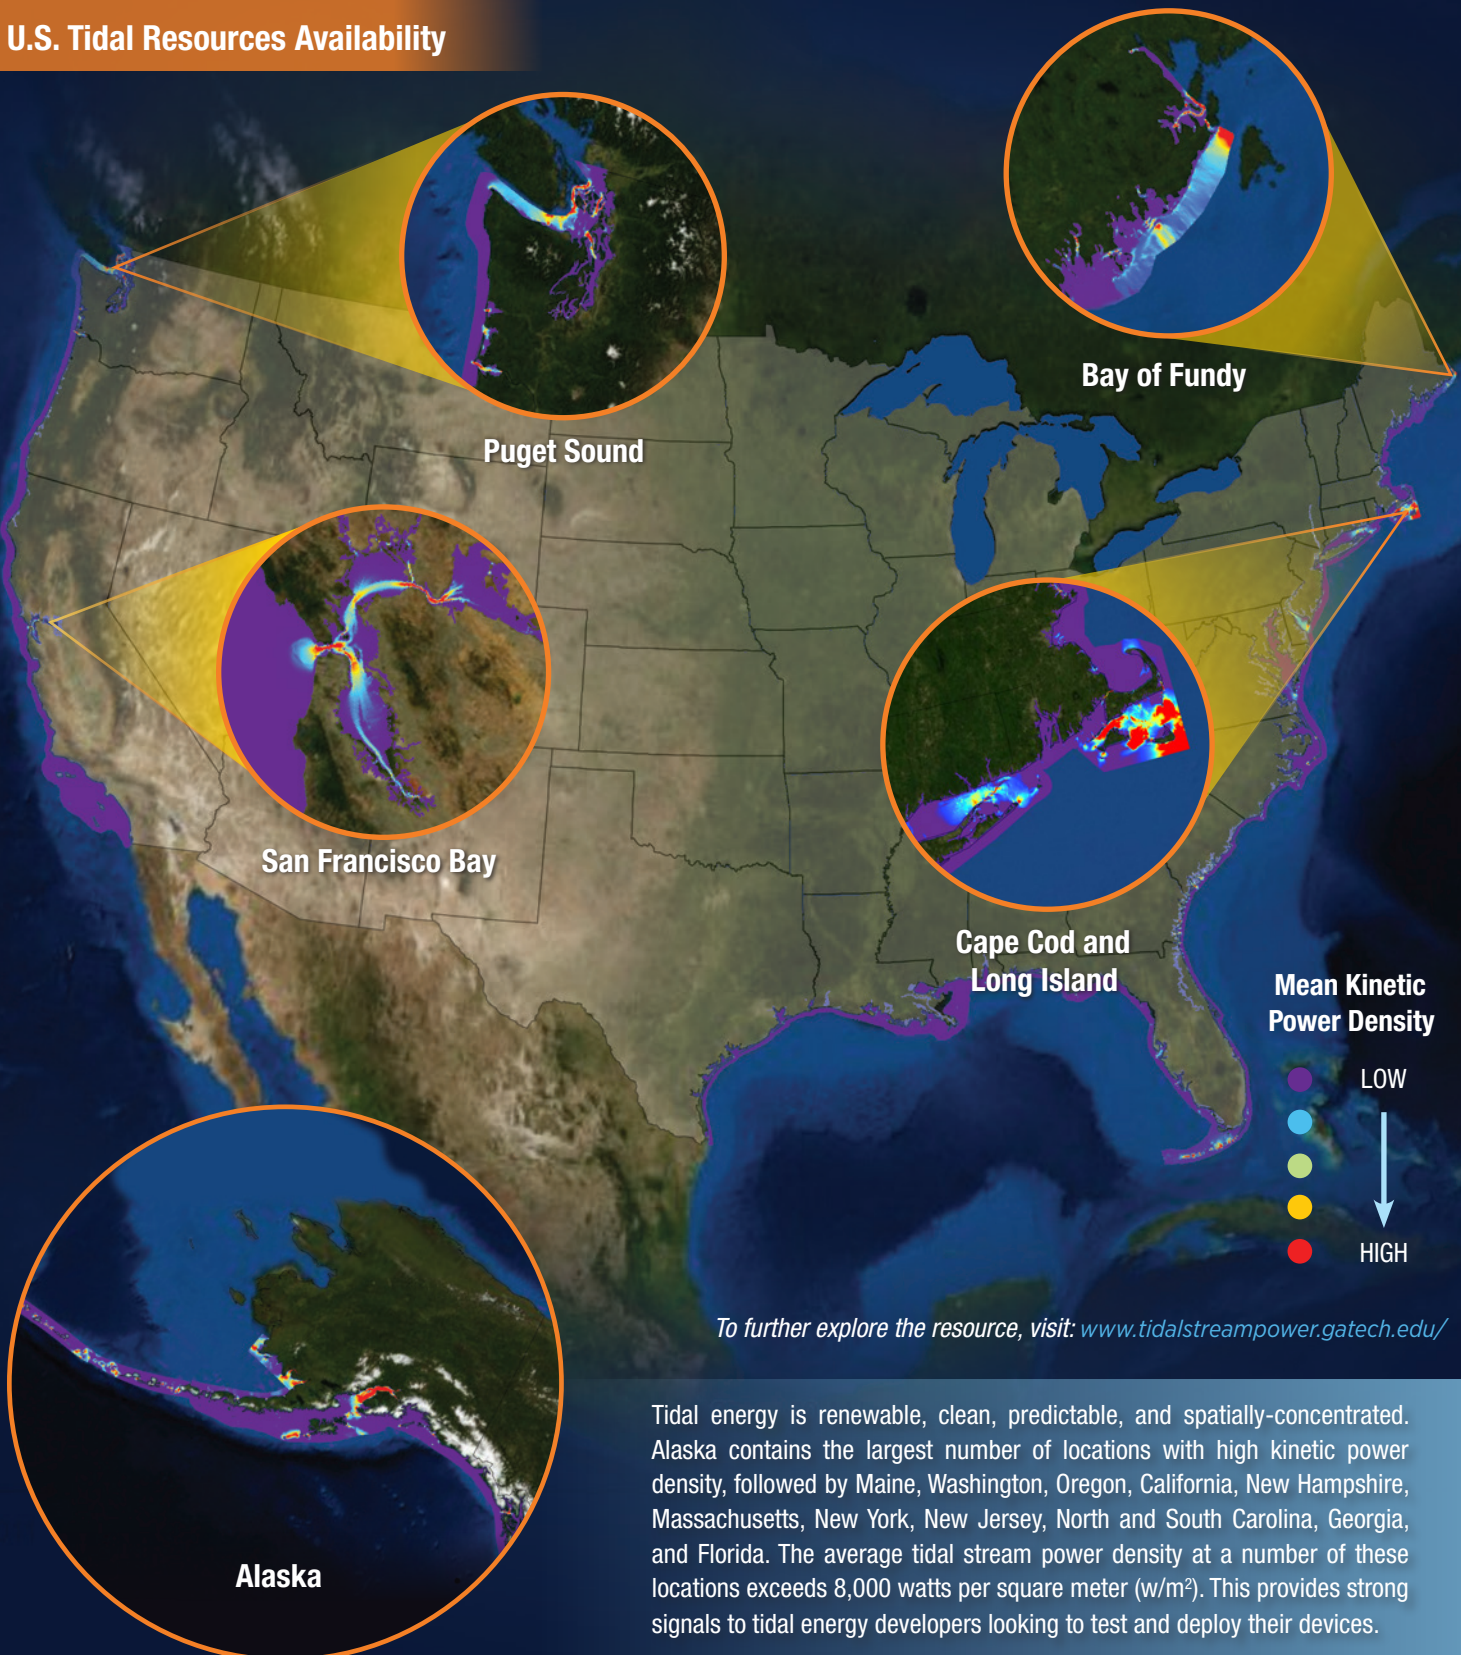 U.S. Tidal Resources Availability
Puget Sound
Bay of Fundy
San Francisco Bay
Cape Cod and
Long Island
Mean Kinetic
Power Density
LOW
HIGH
Alaska
To further explore the resource, visit: www.tidalstreampower.gatech.edu/
Tidal energy is renewable, clean, predictable, and spatially-concentrated.
Alaska contains the largest number of locations with high kinetic power
density, followed by Maine, Washington, Oregon, California, New Hampshire,
Massachusetts, New York, New Jersey, North and South Carolina, Georgia,
and Florida. The average tidal stream power density at a number of these
locations exceeds 8,000 watts per square meter (w/m²). This provides strong
signals to tidal energy developers looking to test and deploy their devices.